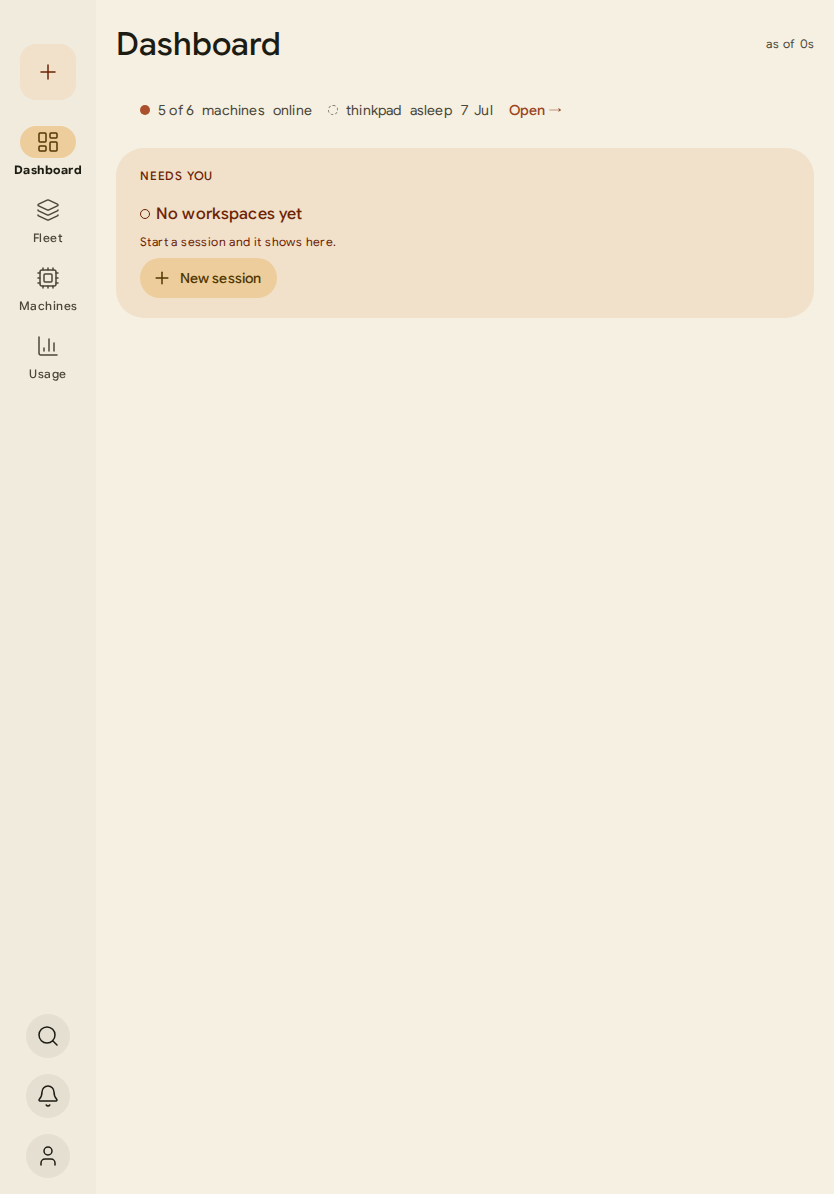 Dashboard
as of 0s
5 of 6 machines online thinkpad asleep 7 Jul Open →
NEEDS YOU
No workspaces yet
Start a session and it shows here.
New session
Dashboard
Fleet
Machines
Usage